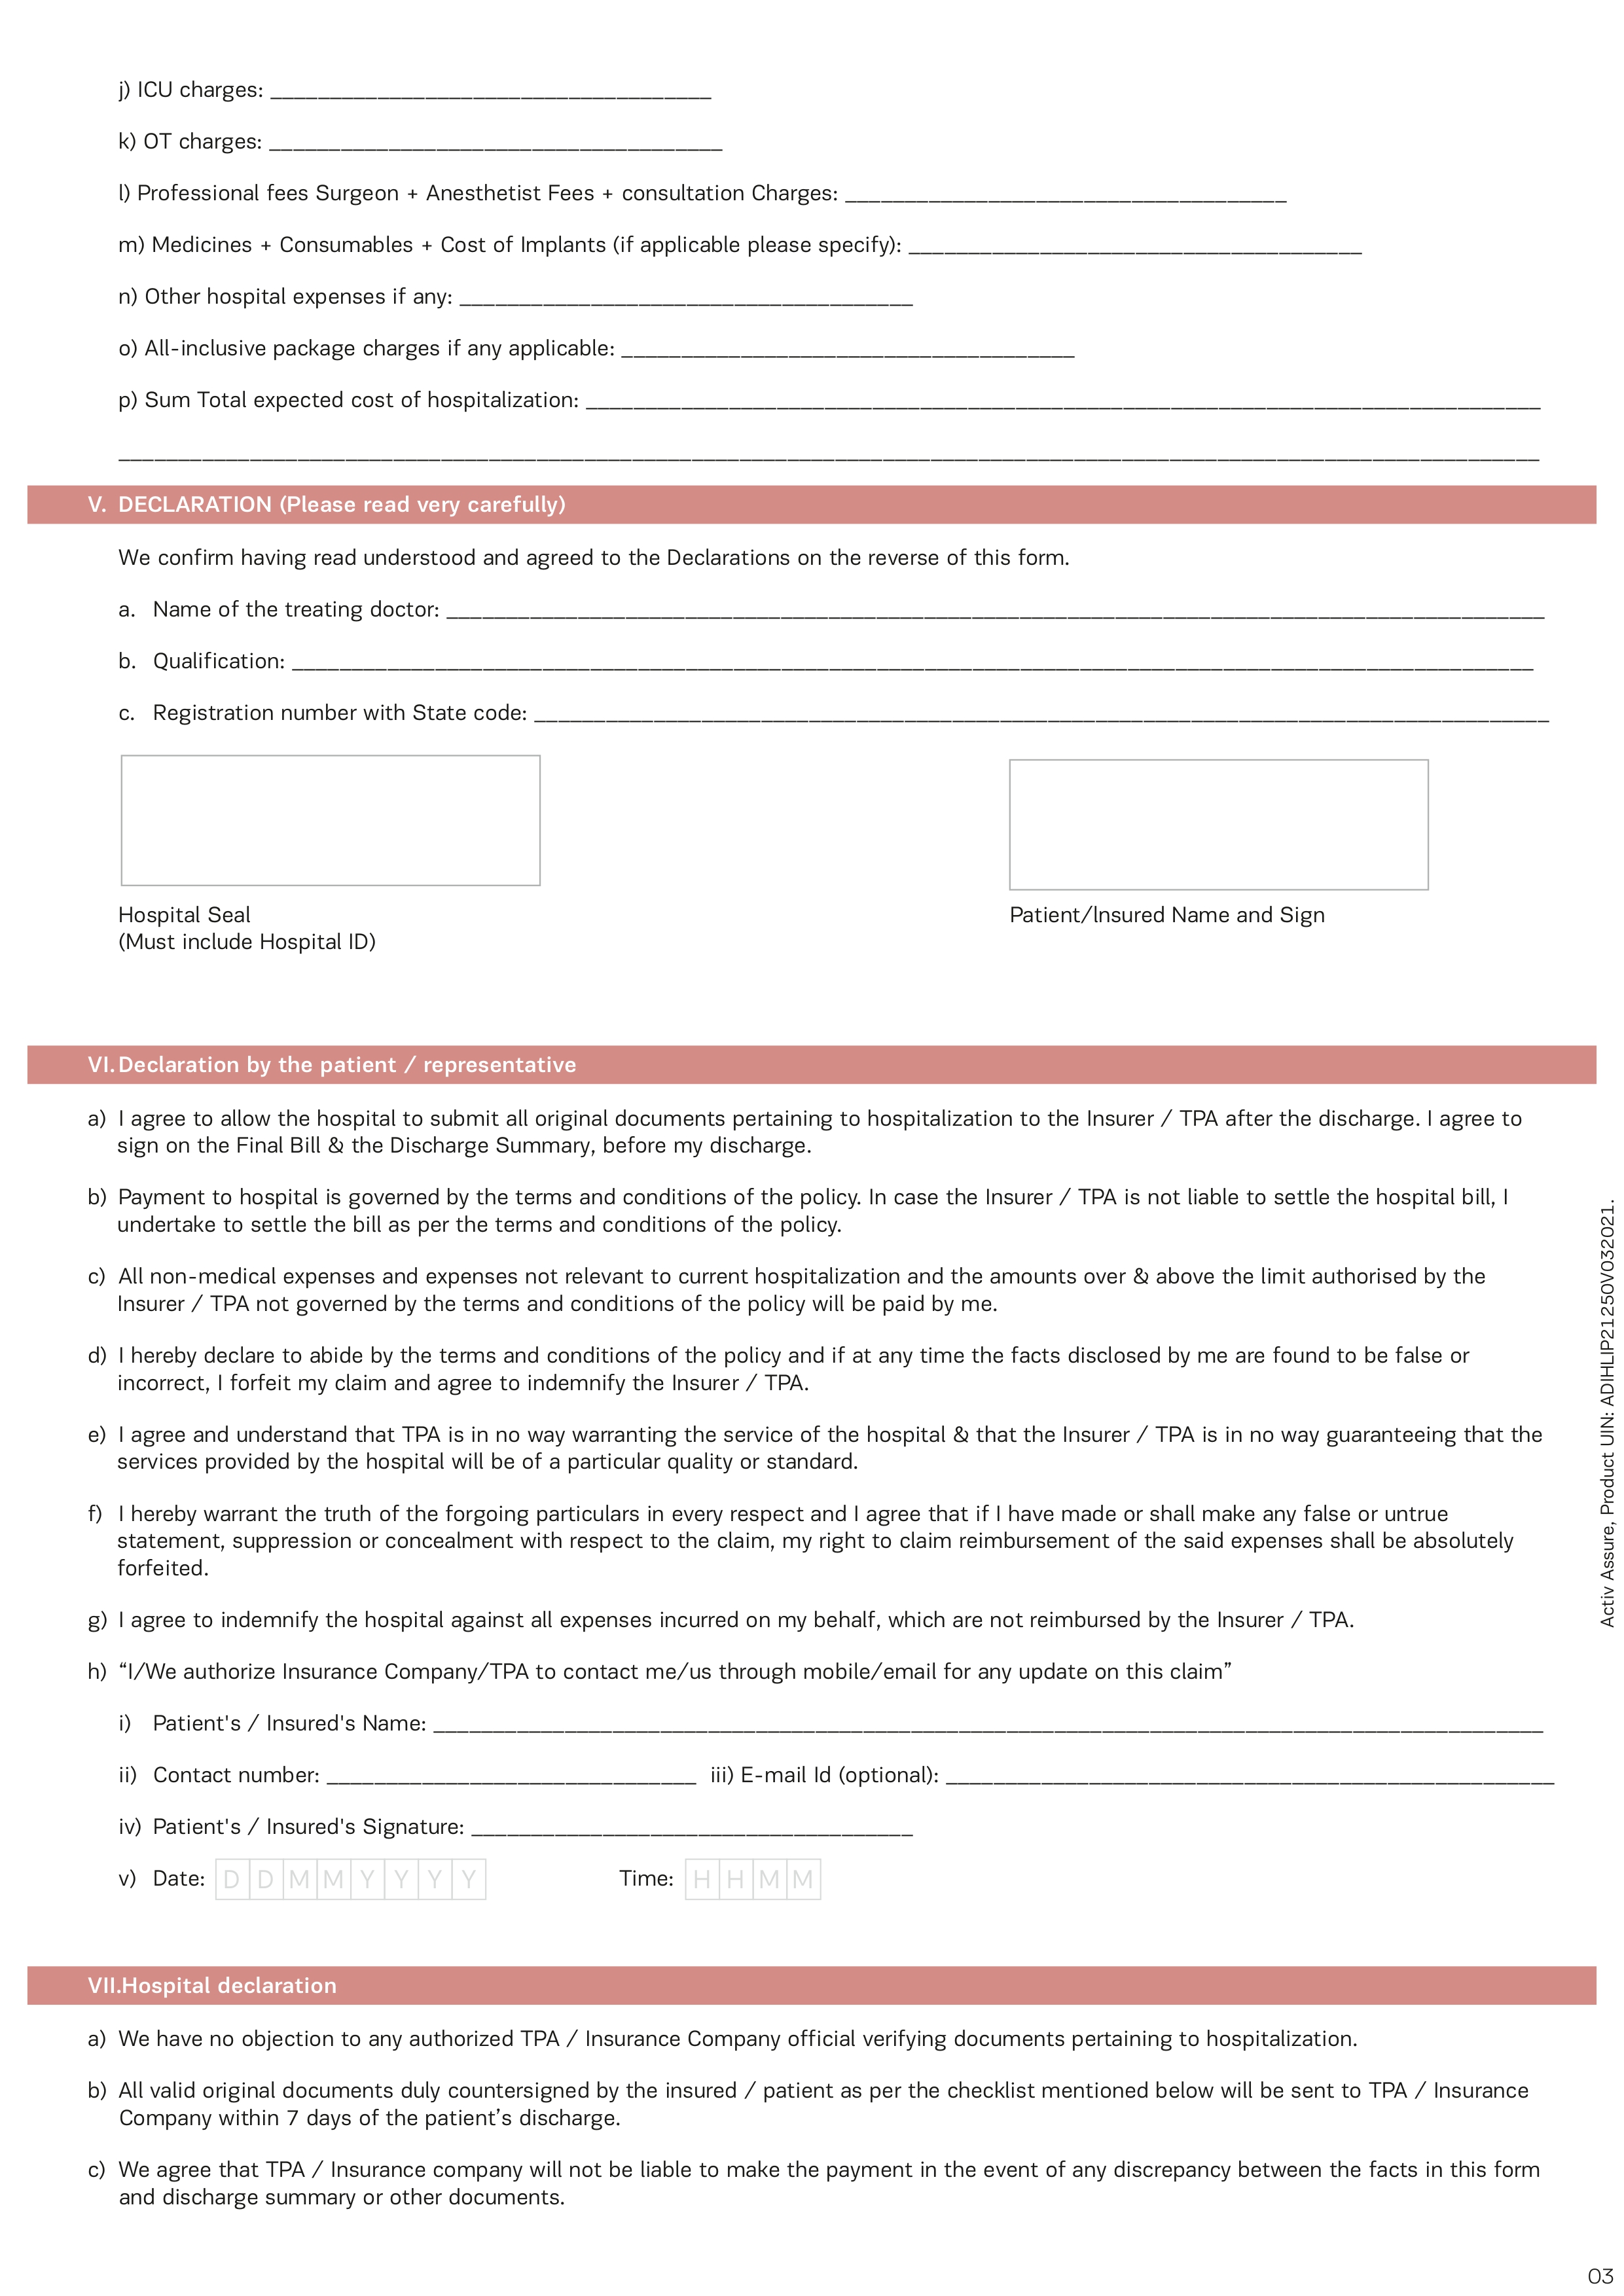 j) ICU charges: _____________________________________
k) OT charges: ______________________________________
l) Professional fees Surgeon + Anesthetist Fees + consultation Charges: _____________________________________
m) Medicines + Consumables + Cost of Implants (if applicable please specify): ______________________________________
n) Other hospital expenses if any: ______________________________________
o) All-inclusive package charges if any applicable: ______________________________________
p) Sum Total expected cost of hospitalization: ________________________________________________________________________________
_______________________________________________________________________________________________________________________
V. DECLARATION (Please read very carefully)
We confirm having read understood and agreed to the Declarations on the reverse of this form.
a. Name of the treating doctor: ____________________________________________________________________________________________
b. Qualification: ________________________________________________________________________________________________________
c. Registration number with State code: _____________________________________________________________________________________
Hospital Seal
(Must include Hospital ID)
Patient/Insured Name and Sign
VI. Declaration by the patient / representative
a) I agree to allow the hospital to submit all original documents pertaining to hospitalization to the Insurer / TPA after the discharge. I agree to
sign on the Final Bill & the Discharge Summary, before my discharge.
b) Payment to hospital is governed by the terms and conditions of the policy. In case the Insurer / TPA is not liable to settle the hospital bill, I
undertake to settle the bill as per the terms and conditions of the policy.
c) All non-medical expenses and expenses not relevant to current hospitalization and the amounts over & above the limit authorised by the
Insurer / TPA not governed by the terms and conditions of the policy will be paid by me.
d) I hereby declare to abide by the terms and conditions of the policy and if at any time the facts disclosed by me are found to be false or
incorrect, I forfeit my claim and agree to indemnify the Insurer / TPA.
e) I agree and understand that TPA is in no way warranting the service of the hospital & that the Insurer / TPA is in no way guaranteeing that the
services provided by the hospital will be of a particular quality or standard.
f) I hereby warrant the truth of the forgoing particulars in every respect and I agree that if I have made or shall make any false or untrue
statement, suppression or concealment with respect to the claim, my right to claim reimbursement of the said expenses shall be absolutely
forfeited.
g) I agree to indemnify the hospital against all expenses incurred on my behalf, which are not reimbursed by the Insurer / TPA.
h) “I/We authorize Insurance Company/TPA to contact me/us through mobile/email for any update on this claim”
i) Patient's / Insured's Name: _____________________________________________________________________________________________
ii) Contact number: _______________________________ iii) E-mail Id (optional): ___________________________________________________
iv) Patient's / Insured's Signature: _____________________________________
v) Date: D D M M Y Y Y Y Time: H H M M
VII.Hospital declaration
a) We have no objection to any authorized TPA / Insurance Company official verifying documents pertaining to hospitalization.
b) All valid original documents duly countersigned by the insured / patient as per the checklist mentioned below will be sent to TPA / Insurance
Company within 7 days of the patient’s discharge.
c) We agree that TPA / Insurance company will not be liable to make the payment in the event of any discrepancy between the facts in this form
and discharge summary or other documents.
Activ Assure, Product UIN: ADIHLIP21250V032021.
03